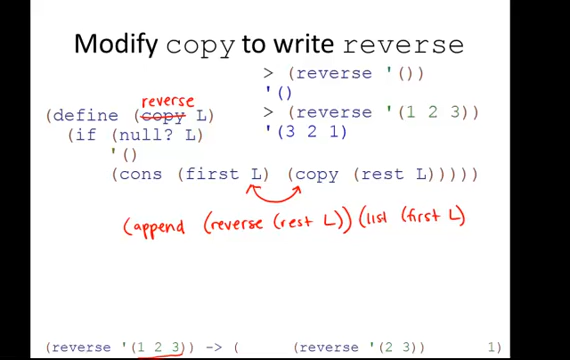 Modify copy to write reverse
> (reverse '())
'()
> (reverse '(1 2 3))
'(3 2 1)
reverse
(define (copy L)
(if (null? L)
'()
(cons (first L) (copy (rest L)))))
(append (reverse (rest L)) (list (first L)
(reverse '(1 2 3)) -> ( (reverse '(2 3)) 1)